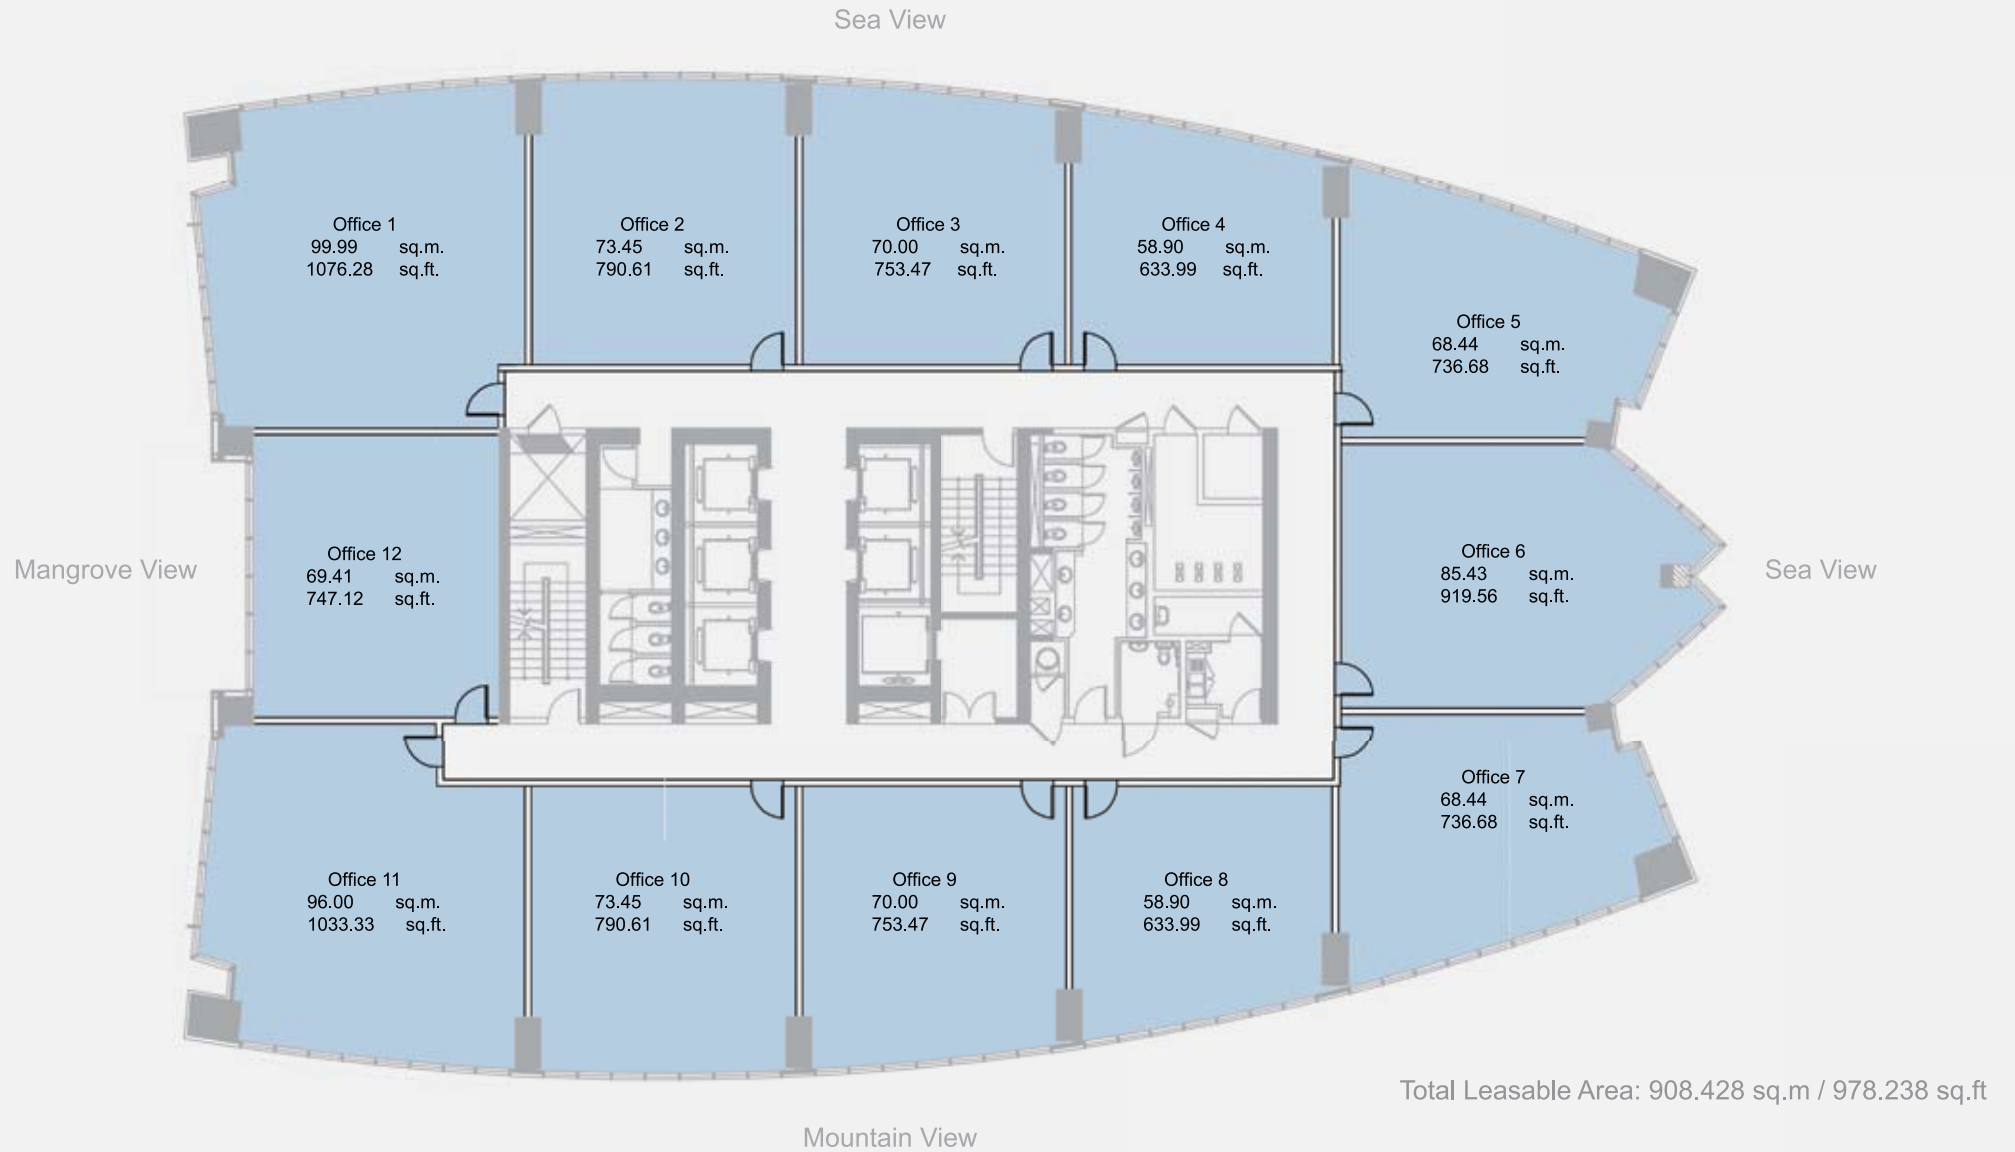 Sea View
Office 1
99.99 sq.m.
1076.28 sq.ft.
Office 2
73.45 sq.m.
790.61 sq.ft.
Office 3
70.00 sq.m.
753.47 sq.ft.
Office 4
58.90 sq.m.
633.99 sq.ft.
Office 5
68.44 sq.m.
736.68 sq.ft.
Mangrove View
Office 12
69.41 sq.m.
747.12 sq.ft.
Office 6
85.43 sq.m.
919.56 sq.ft.
Sea View
Office 7
68.44 sq.m.
736.68 sq.ft.
Office 11
96.00 sq.m.
1033.33 sq.ft.
Office 10
73.45 sq.m.
790.61 sq.ft.
Office 9
70.00 sq.m.
753.47 sq.ft.
Office 8
58.90 sq.m.
633.99 sq.ft.
Total Leasable Area: 908.428 sq.m / 978.238 sq.ft
Mountain View